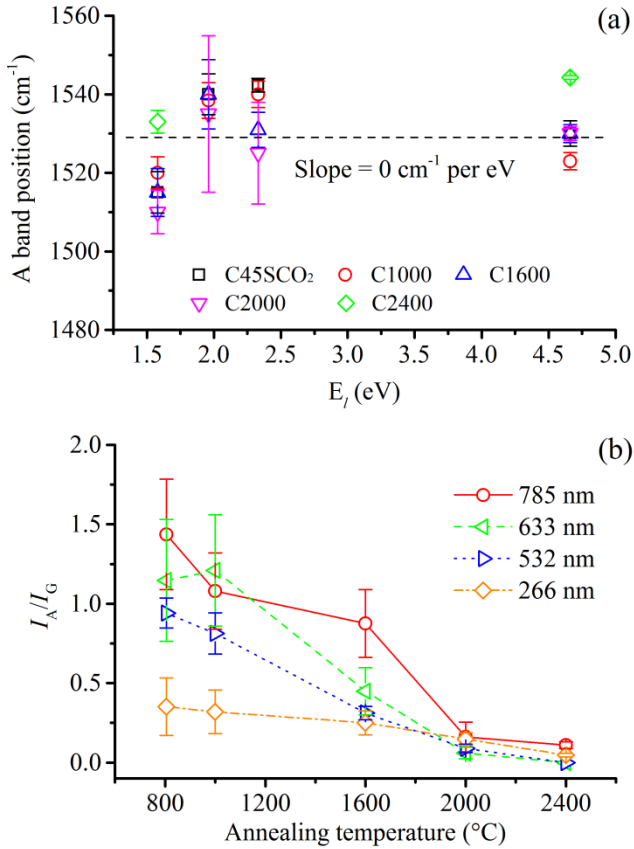 (a)
A band position (cm⁻¹)
1560
1540
1520
1500
1480
Slope = 0 cm⁻¹ per eV
C45SCO₂ C1000 C1600
C2000 C2400
1.5 2.0 2.5 3.0 3.5 4.0 4.5 5.0
E_l (eV)
(b)
I_A/I_G
2.0
1.5
1.0
0.5
0.0
785 nm
633 nm
532 nm
266 nm
800 1200 1600 2000 2400
Annealing temperature (°C)